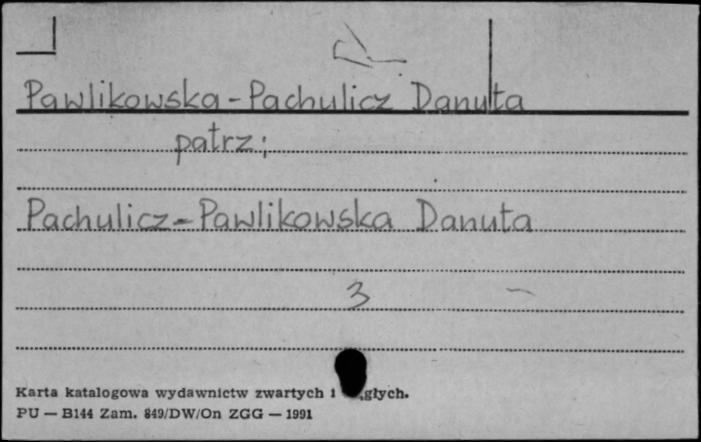 Pawlikowska-Pachulicz Danuta
patrz:
Pachulicz-Pawlikowska Danuta
3
Karta katalogowa wydawnictw zwartych i głych.
PU — B144 Zam. 849/DW/On ZGG — 1991